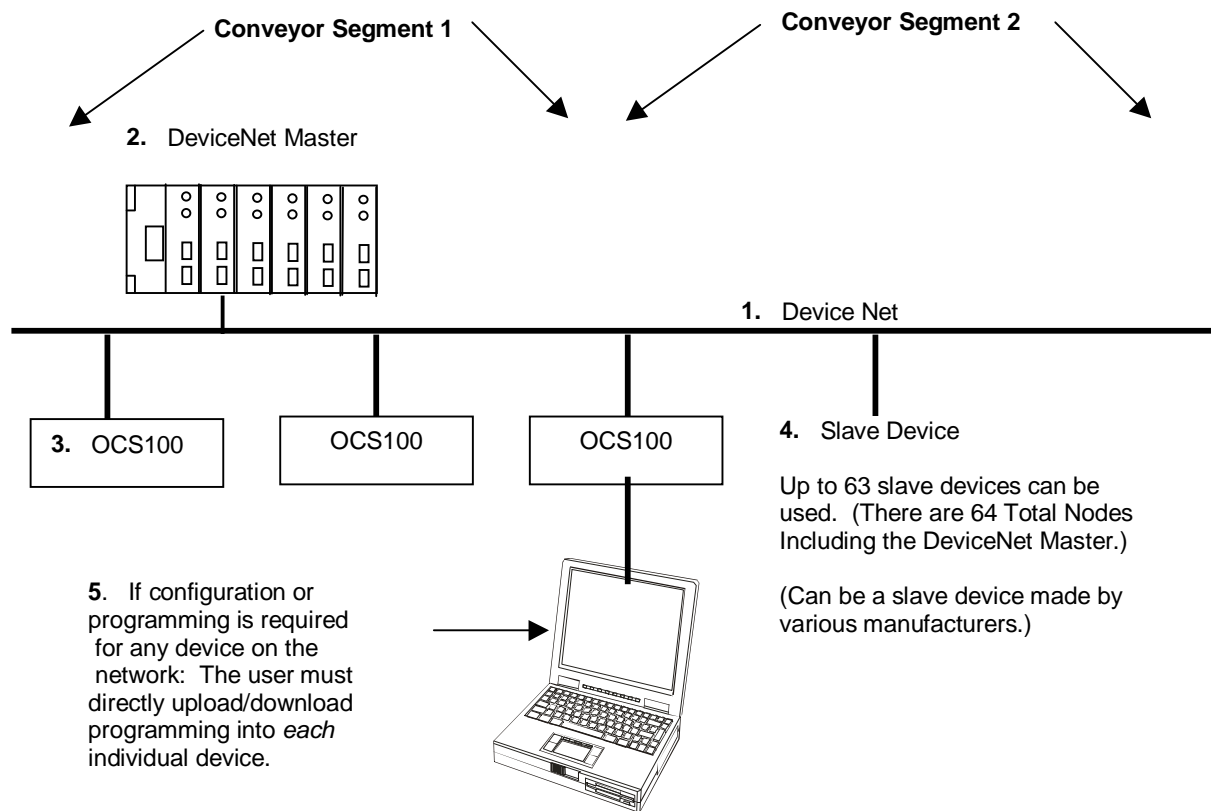 Conveyor Segment 1
Conveyor Segment 2
2. DeviceNet Master
1. Device Net
3. OCS100
OCS100
OCS100
4. Slave Device
Up to 63 slave devices can be
used. (There are 64 Total Nodes
Including the DeviceNet Master.)
(Can be a slave device made by
various manufacturers.)
5. If configuration or
programming is required
for any device on the
network: The user must
directly upload/download
programming into each
individual device.